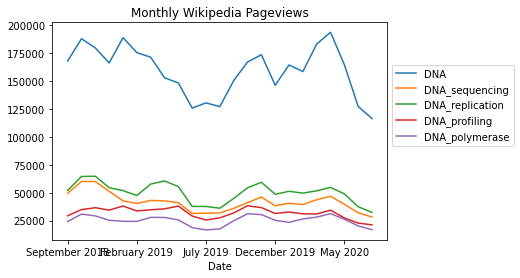 Monthly Wikipedia Pageviews
200000
175000
150000
125000
100000
75000
50000
25000
September 2018 February 2019 July 2019 December 2019 May 2020
Date
DNA
DNA_sequencing
DNA_replication
DNA_profiling
DNA_polymerase